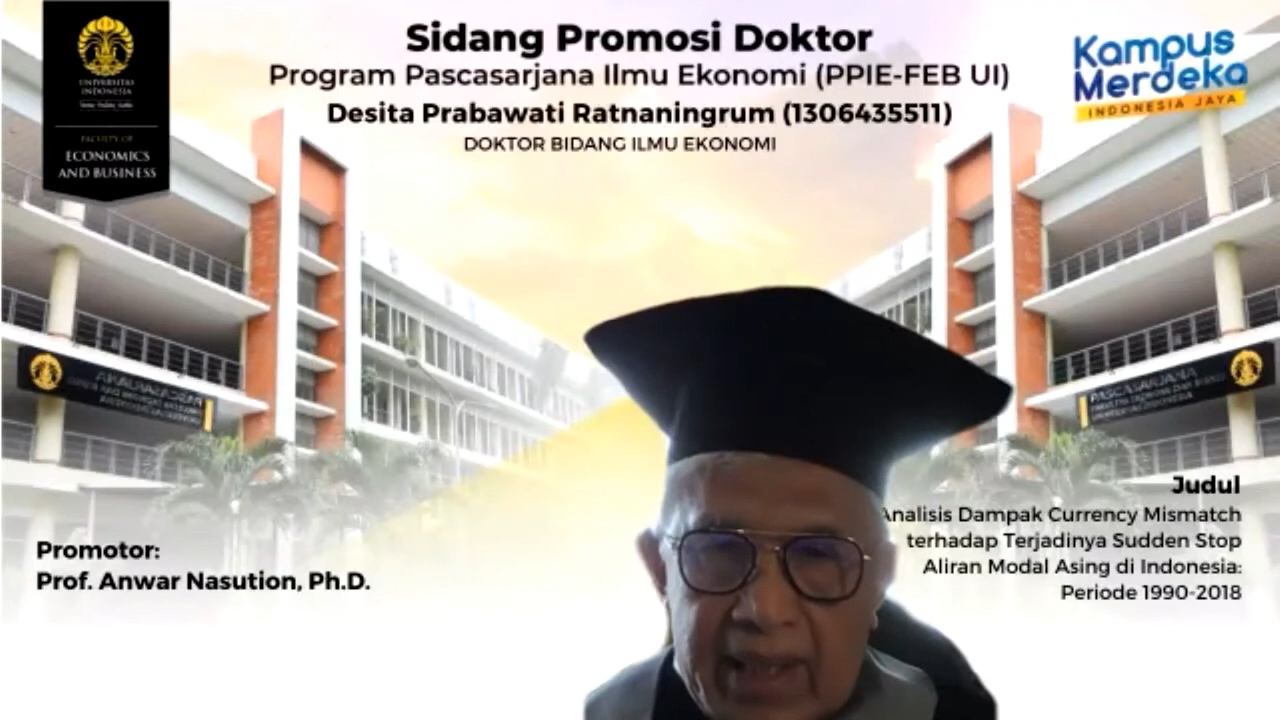 UNIVERSITAS
INDONESIA
FACULTY OF
ECONOMICS
AND BUSINESS
Sidang Promosi Doktor
Program Pascasarjana Ilmu Ekonomi (PPIE-FEB UI)
Desita Prabawati Ratnaningrum (1306435511)
DOKTOR BIDANG ILMU EKONOMI
Kampus
Merdeka
INDONESIA JAYA
PASCASARJANA
Promotor:
Prof. Anwar Nasution, Ph.D.
Judul
Analisis Dampak Currency Mismatch
terhadap Terjadinya Sudden Stop
Aliran Modal Asing di Indonesia:
Periode 1990-2018